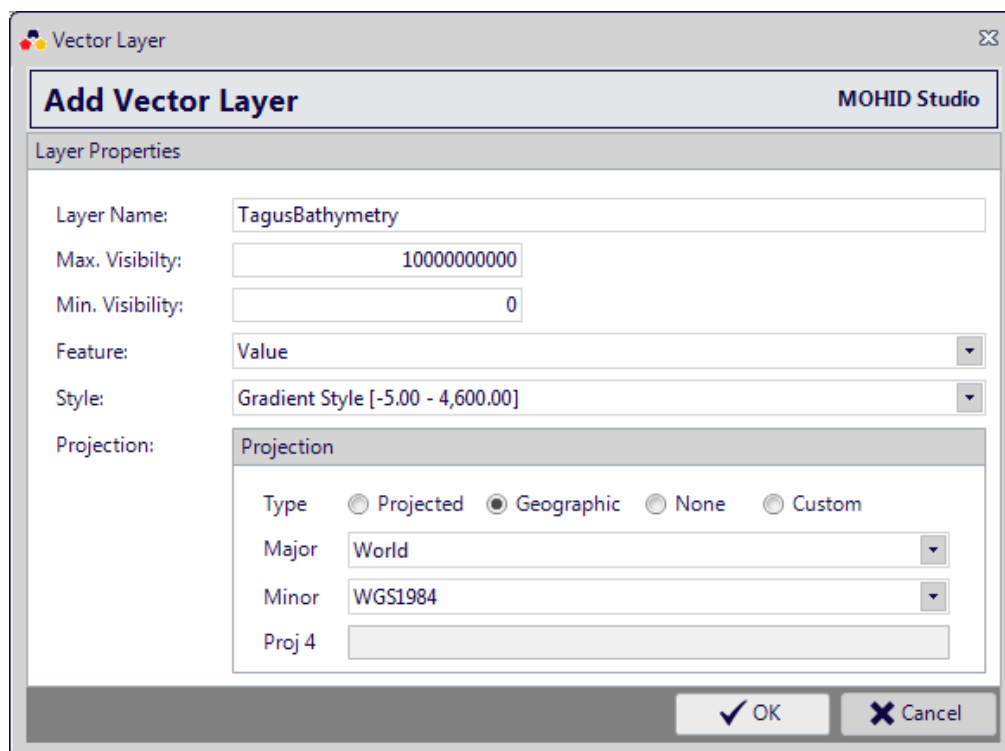 Vector Layer
Add Vector Layer MOHID Studio
Layer Properties
Layer Name: TagusBathymetry
Max. Visibilty: 10000000000
Min. Visibility: 0
Feature: Value
Style: Gradient Style [-5.00 - 4,600.00]
Projection: Projection
Type Projected Geographic None Custom
Major World
Minor WGS1984
Proj 4
OK Cancel